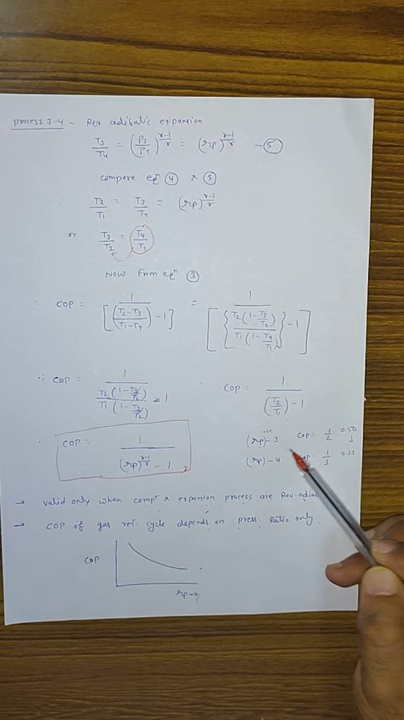 process 3-4 - Rev adibatic expansion
T3/T4 = (P3/P4)^(r-1/r) = (rp)^(r-1/r) - ⑤
compare eqn ④ & ⑤
T2/T1 = T3/T4 = (rp)^(r-1/r)
or T3/T2 = T4/T1
NOW from eqn ③
∴ COP = 1/[(T2-T3/T1-T4) -1] = 1/[{T2(1-T3/T2)/T1(1-T4/T1)} -1]
∴ COP = 1/T2(1-T3/T2)/T1(1-T3/T2) - 1 COP = 1/(T2/T1) -1
∴ COP = 1/(rp)^(r-1/r) - 1
(rp) - 3 COP = 1/2 0.50
(rp) - 4 COP = 1/3 0.33
→ valid only when compn & expansion process are Rev.
→ COP of gas ref. cycle depends on press. Ratio only.
COP
rp→